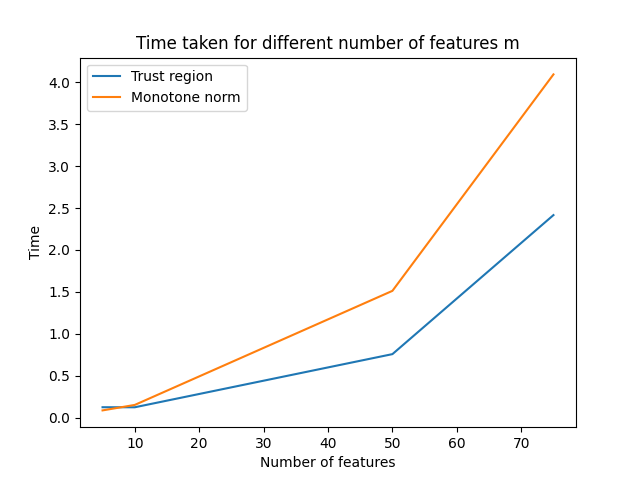 Time taken for different number of features m
Trust region
Monotone norm
Time
4.0
3.5
3.0
2.5
2.0
1.5
1.0
0.5
0.0
10 20 30 40 50 60 70
Number of features